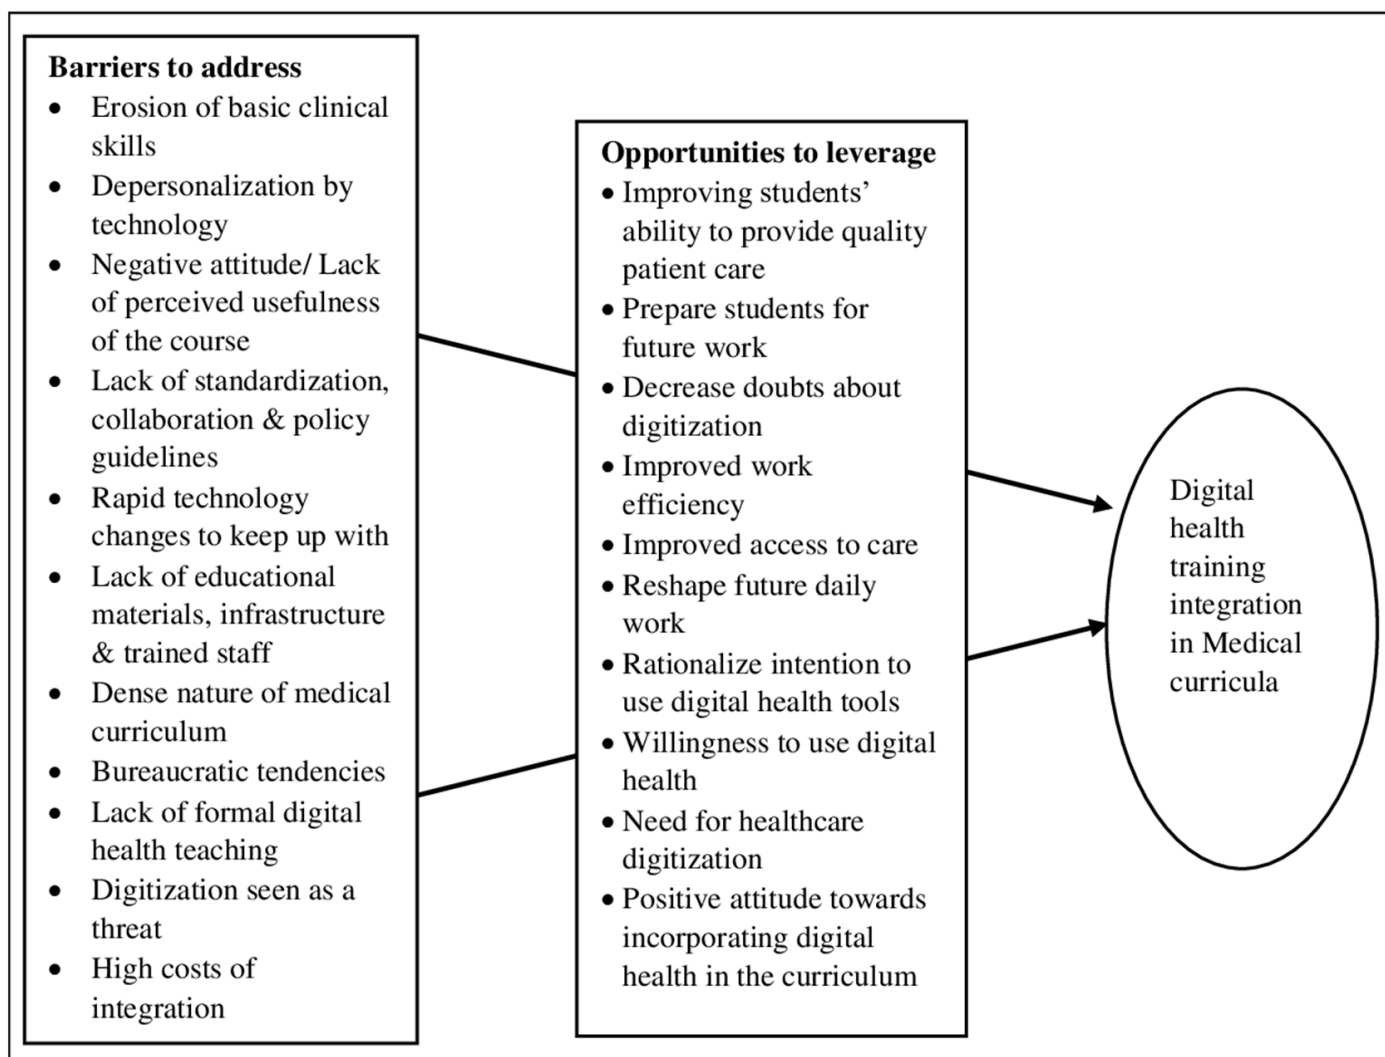 Barriers to address
• Erosion of basic clinical
skills
• Depersonalization by
technology
• Negative attitude/ Lack
of perceived usefulness
of the course
• Lack of standardization,
collaboration & policy
guidelines
• Rapid technology
changes to keep up with
• Lack of educational
materials, infrastructure
& trained staff
• Dense nature of medical
curriculum
• Bureaucratic tendencies
• Lack of formal digital
health teaching
• Digitization seen as a
threat
• High costs of
integration
Opportunities to leverage
• Improving students’
ability to provide quality
patient care
• Prepare students for
future work
• Decrease doubts about
digitization
• Improved work
efficiency
• Improved access to care
• Reshape future daily
work
• Rationalize intention to
use digital health tools
• Willingness to use digital
health
• Need for healthcare
digitization
• Positive attitude towards
incorporating digital
health in the curriculum
Digital
health
training
integration
in Medical
curricula